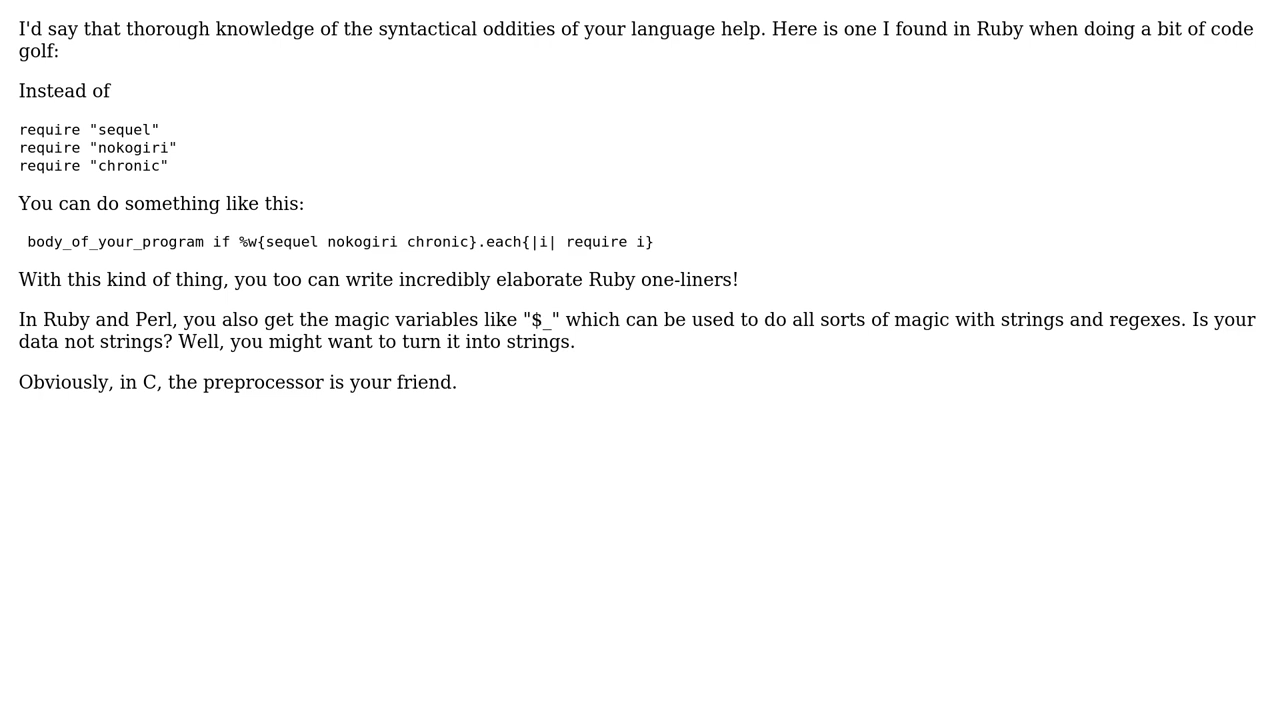 I'd say that thorough knowledge of the syntactical oddities of your language help. Here is one I found in Ruby when doing a bit of code
golf:
Instead of
require "sequel"
require "nokogiri"
require "chronic"
You can do something like this:
body_of_your_program if %w{sequel nokogiri chronic}.each{|i| require i}
With this kind of thing, you too can write incredibly elaborate Ruby one-liners!
In Ruby and Perl, you also get the magic variables like "$_" which can be used to do all sorts of magic with strings and regexes. Is your
data not strings? Well, you might want to turn it into strings.
Obviously, in C, the preprocessor is your friend.